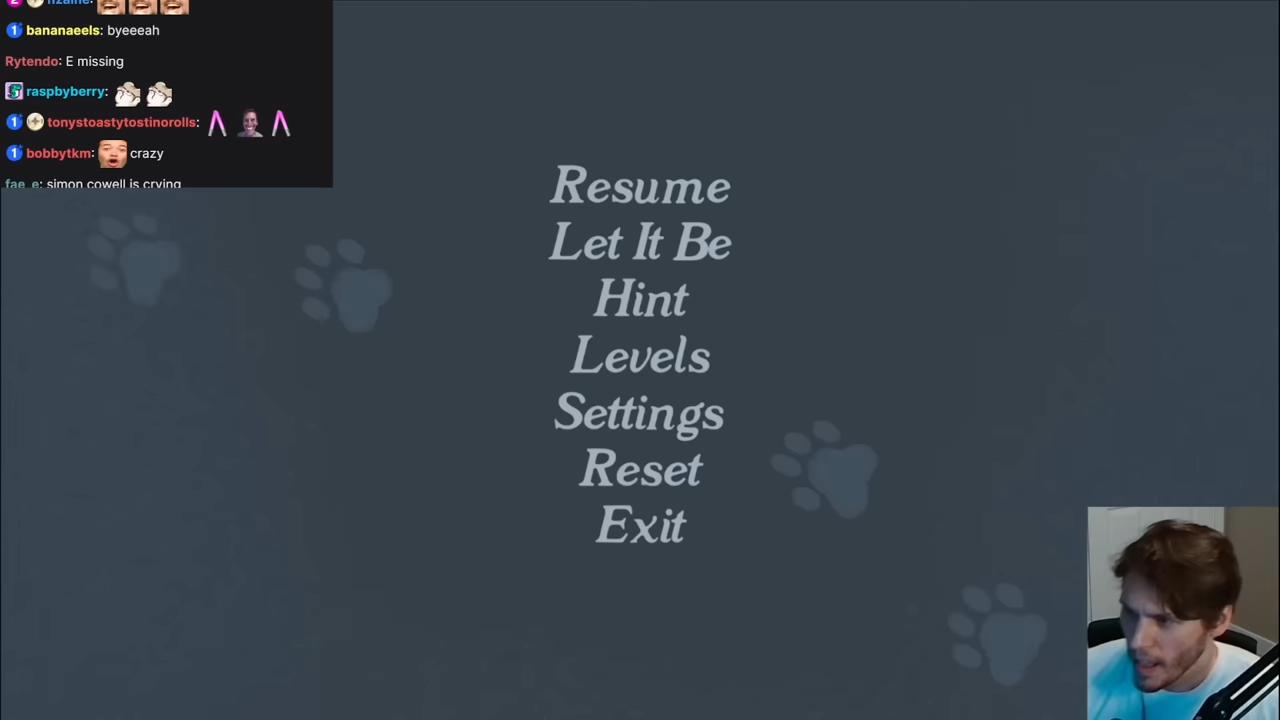 bananaeels: byeeeah
Rytendo: E missing
raspbyberry:
tonystoastytostinorolls:
bobbytkm: crazy
fae_e: simon cowell is crying
Resume
Let It Be
Hint
Levels
Settings
Reset
Exit